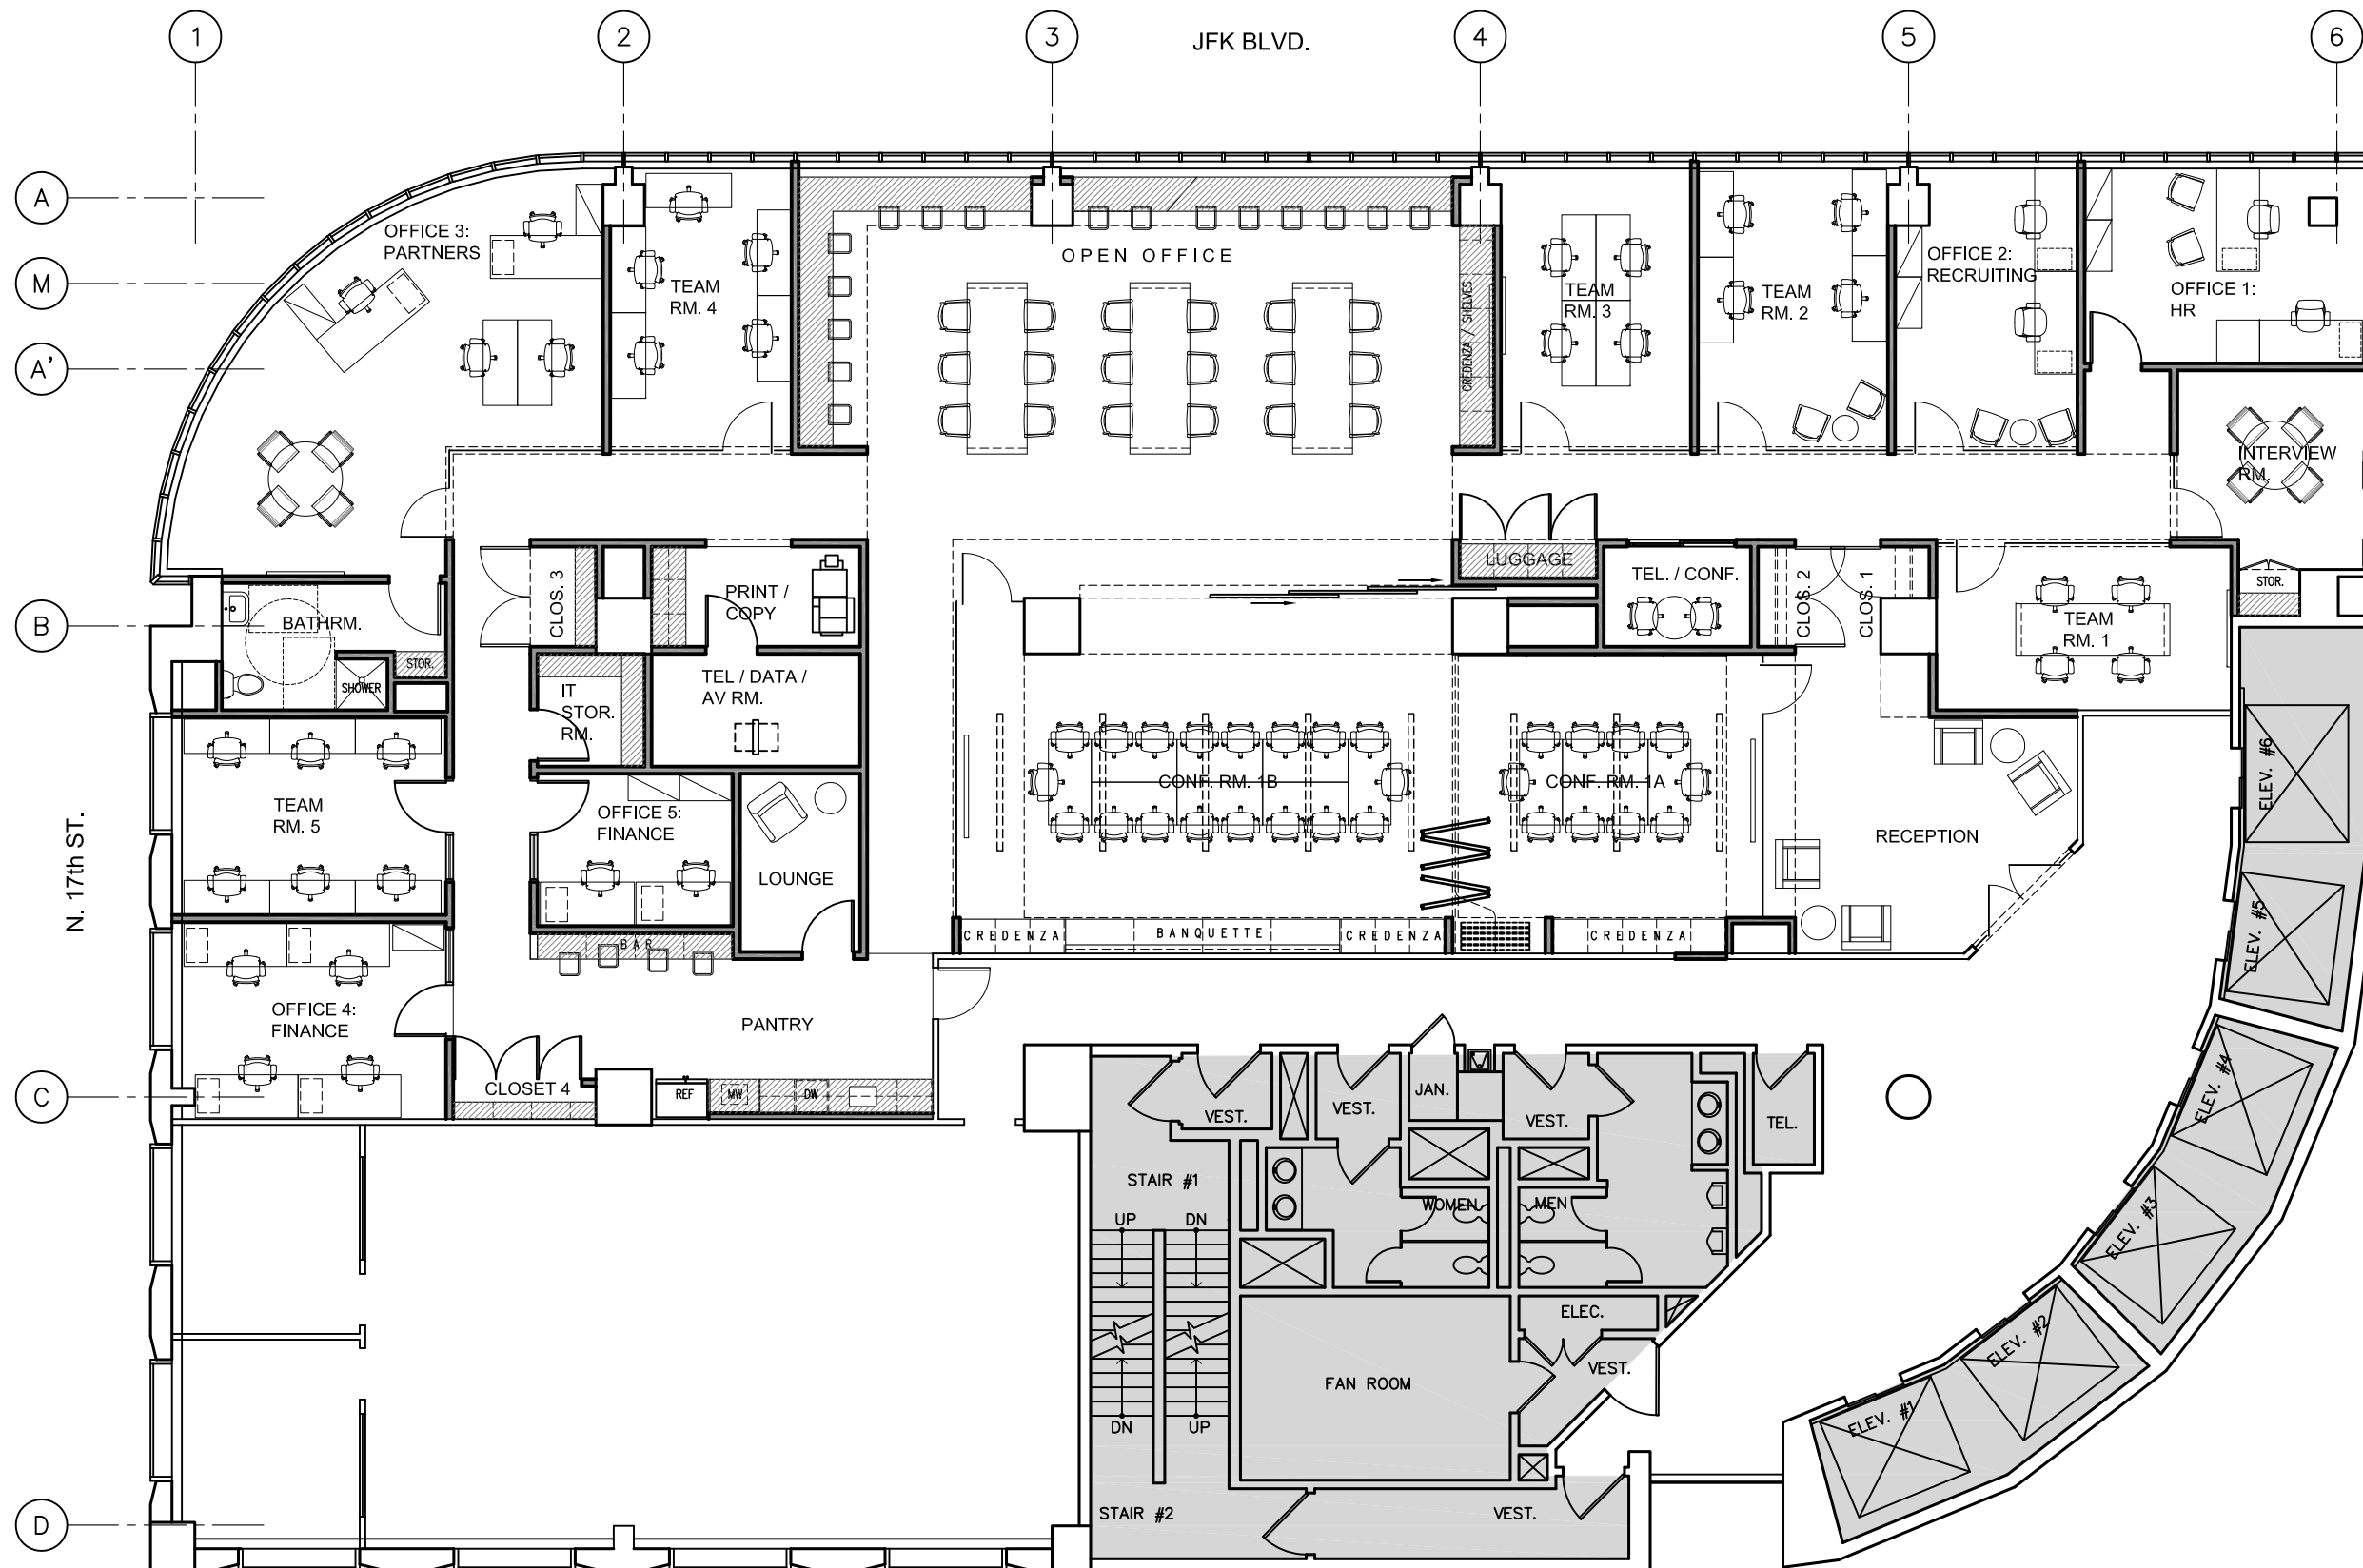 1
2
3
JFK BLVD.
4
5
6
A
M
A'
B
C
D
N. 17th ST.
OFFICE 3:
PARTNERS
TEAM
RM. 4
OPEN OFFICE
CREDENZA / SHELVES
TEAM
RM. 3
TEAM
RM. 2
OFFICE 2:
RECRUITING
OFFICE 1:
HR
INTERVIEW
RM.
BATHRM.
STOR.
SHOWER
CLOS. 3
PRINT /
COPY
IT
STOR.
RM.
TEL / DATA /
AV RM.
LUGGAGE
TEL. / CONF.
CLOS. 2
CLOS. 1
TEAM
RM. 1
STOR.
TEAM
RM. 5
OFFICE 5:
FINANCE
LOUNGE
CONF. RM. 1B
CONF. RM. 1A
RECEPTION
BAR
CREDENZA
BANQUETTE
CREDENZA
CREDENZA
OFFICE 4:
FINANCE
PANTRY
CLOSET 4
REF
MW
DW
ELEV. #6
ELEV. #5
ELEV. #4
ELEV. #3
ELEV. #2
ELEV. #1
VEST.
VEST.
JAN.
VEST.
TEL.
STAIR #1
UP
DN
WOMEN
MEN
ELEC.
VEST.
FAN ROOM
DN
UP
STAIR #2
VEST.